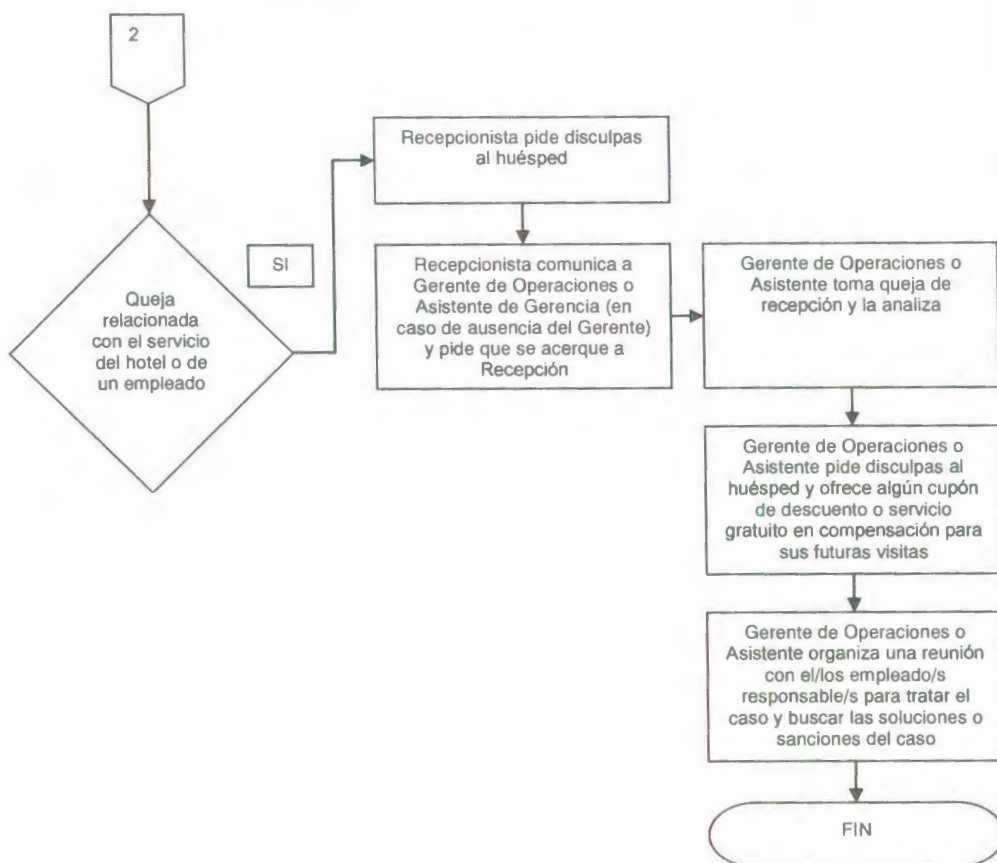 2
Queja
relacionada
con el servicio
del hotel o de
un empleado
SI
Recepcionista pide disculpas
al huésped
Recepcionista comunica a
Gerente de Operaciones o
Asistente de Gerencia (en
caso de ausencia del Gerente)
y pide que se acerque a
Recepción
Gerente de Operaciones o
Asistente toma queja de
recepción y la analiza
Gerente de Operaciones o
Asistente pide disculpas al
huésped y ofrece algún cupón
de descuento o servicio
gratuito en compensación para
sus futuras visitas
Gerente de Operaciones o
Asistente organiza una reunión
con el/los empleado/s
responsable/s para tratar el
caso y buscar las soluciones o
sanciones del caso
FIN